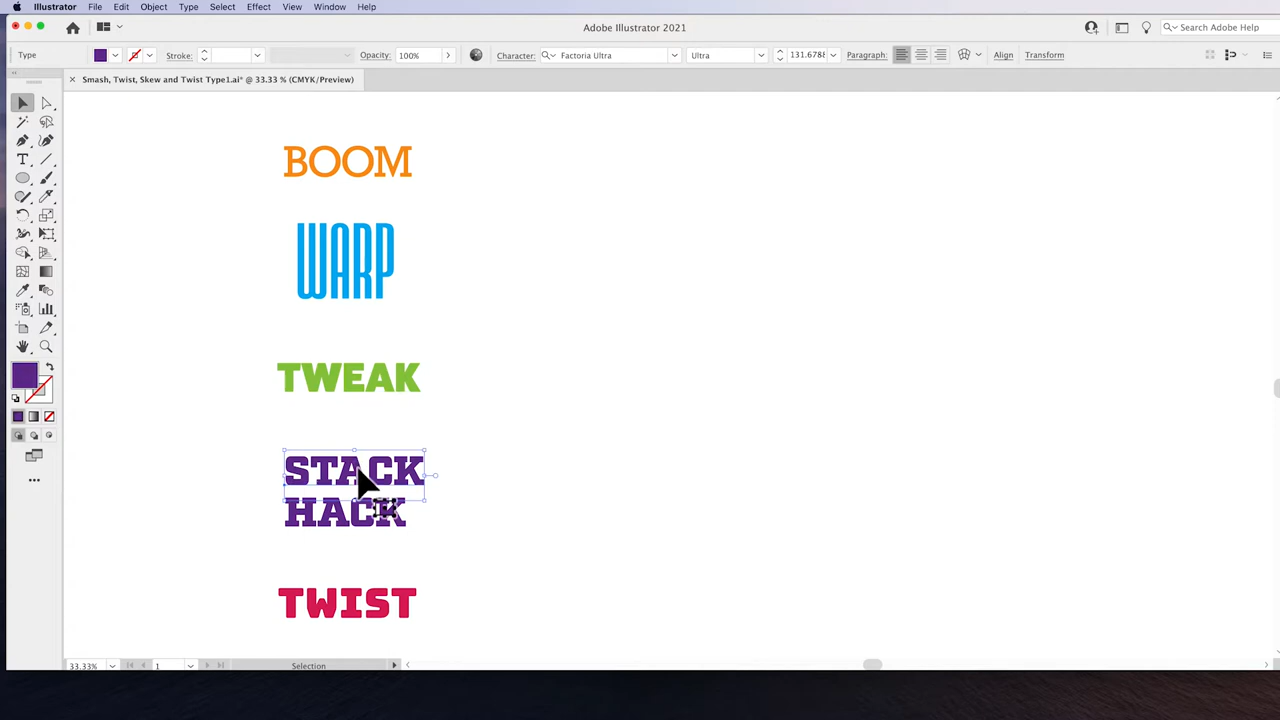 Illustrator File Edit Object Type Select Effect View Window Help
Adobe Illustrator 2021
Search Adobe Help
Type Stroke: Opacity: 100% Character: Factoria Ultra Ultra 131.678 Paragraph: Align Transform
Smash, Twist, Skew and Twist Type1.ai* @ 33.33 % (CMYK/Preview)
BOOM
WARP
TWEAK
STACK
HACK
TWIST
33.33% 1 Selection